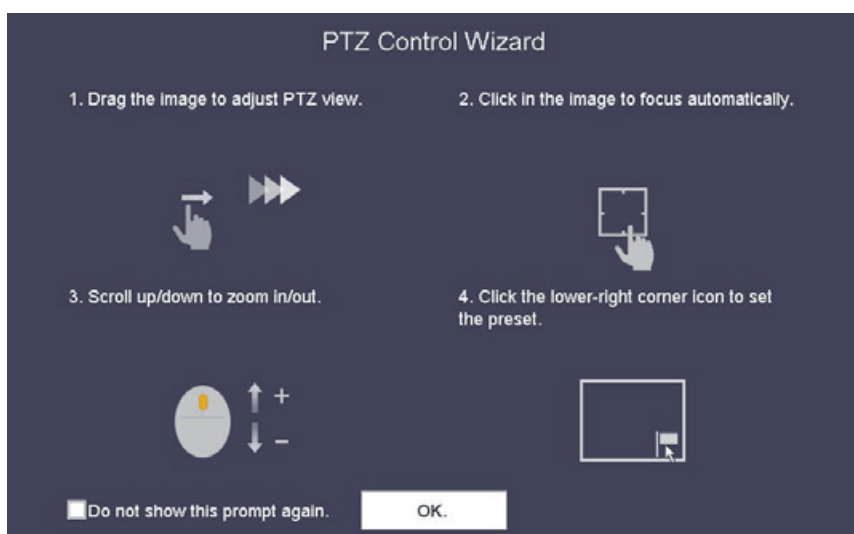 PTZ Control Wizard
1. Drag the image to adjust PTZ view.
2. Click in the image to focus automatically.
3. Scroll up/down to zoom in/out.
4. Click the lower-right corner icon to set
the preset.
+
–
Do not show this prompt again.
OK.